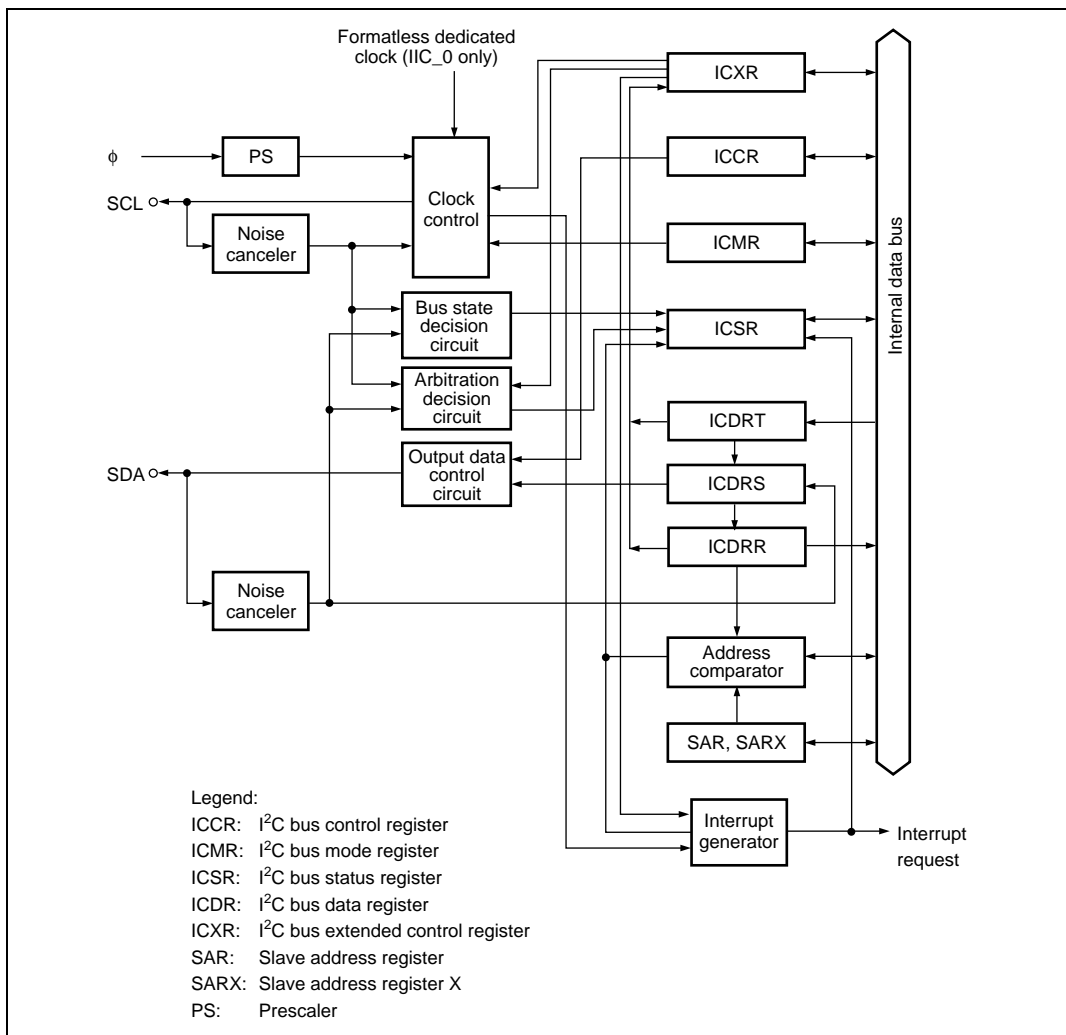 Formatless dedicated
clock (IIC_0 only)
ϕ
PS
SCL
Noise
canceler
Clock
control
Bus state
decision
circuit
Arbitration
decision
circuit
SDA
Output data
control
circuit
Noise
canceler
ICXR
ICCR
ICMR
ICSR
ICDRT
ICDRS
ICDRR
Address
comparator
SAR, SARX
Internal data bus
Interrupt
generator
Interrupt
request
Legend:
ICCR: I²C bus control register
ICMR: I²C bus mode register
ICSR: I²C bus status register
ICDR: I²C bus data register
ICXR: I²C bus extended control register
SAR: Slave address register
SARX: Slave address register X
PS: Prescaler